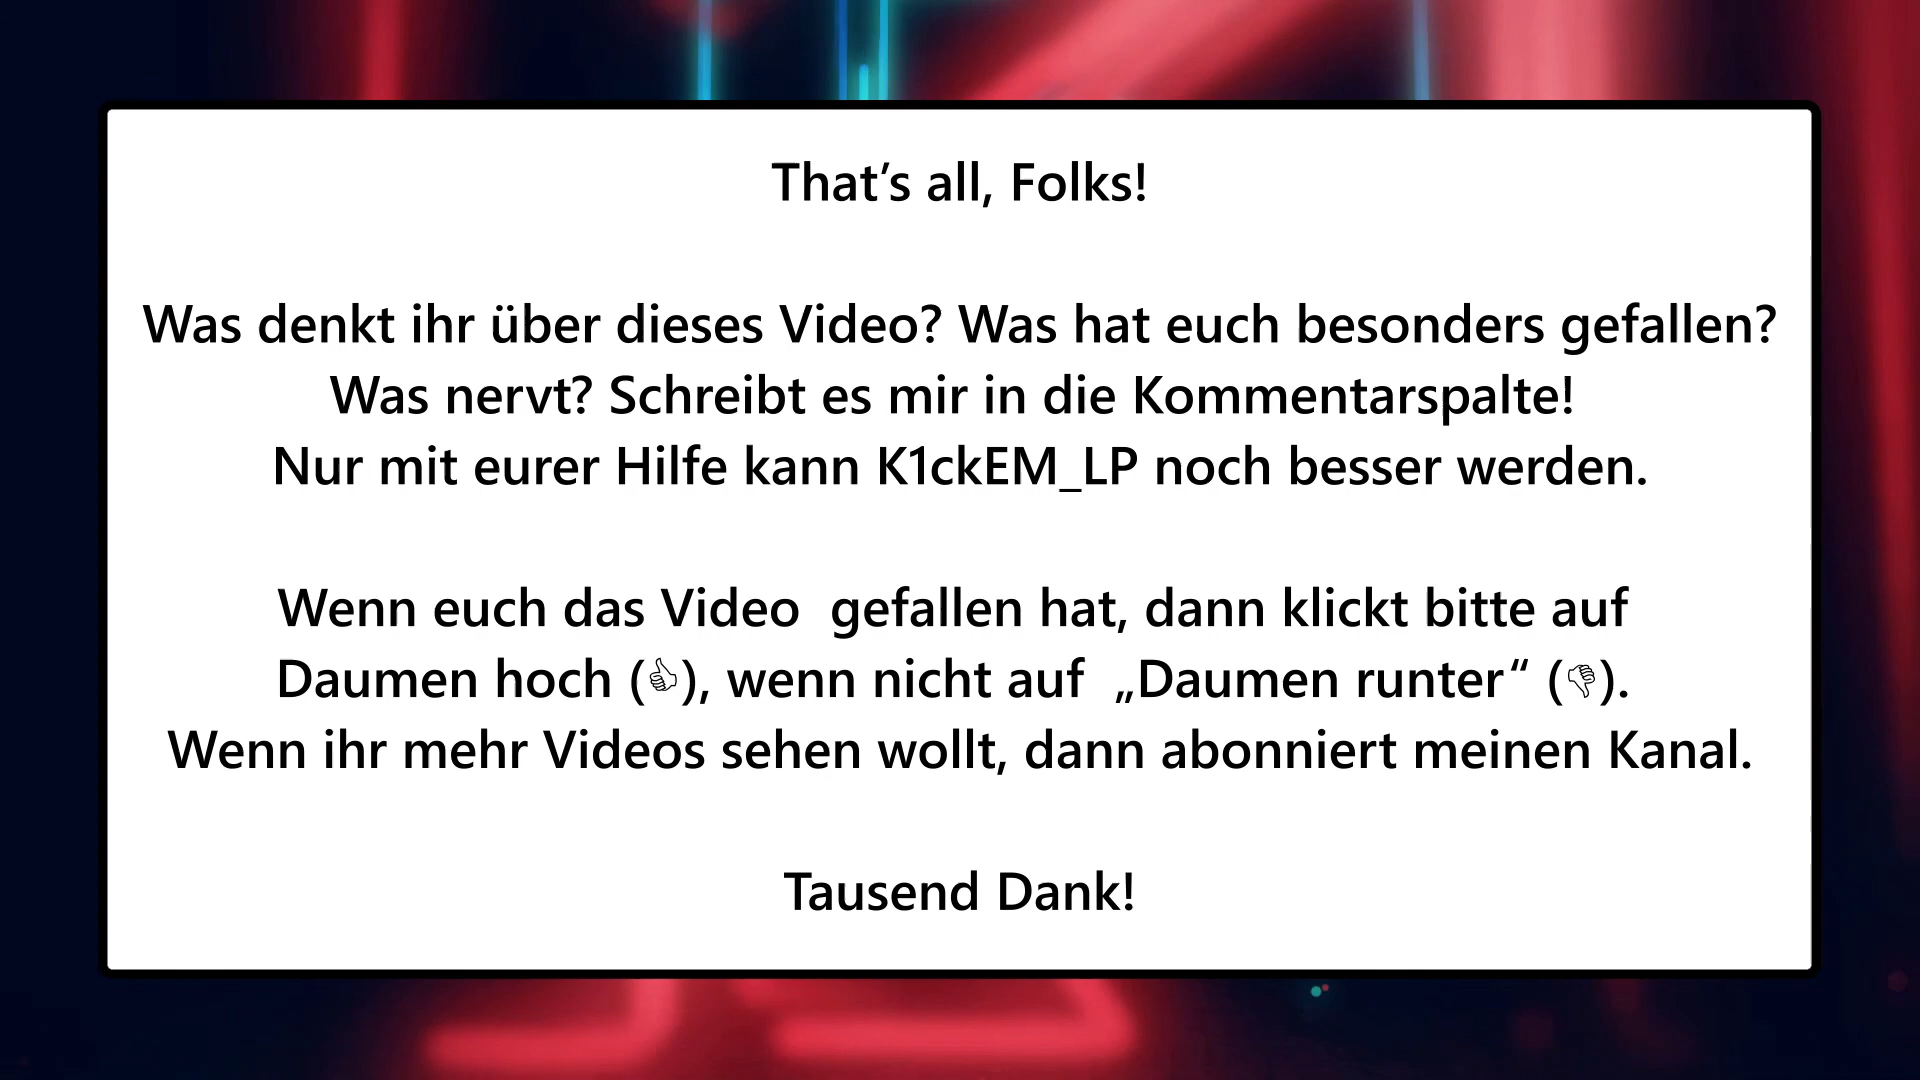 That’s all, Folks!
Was denkt ihr über dieses Video? Was hat euch besonders gefallen?
Was nervt? Schreibt es mir in die Kommentarspalte!
Nur mit eurer Hilfe kann K1ckEM_LP noch besser werden.
Wenn euch das Video  gefallen hat, dann klickt bitte auf
Daumen hoch (👍), wenn nicht auf  „Daumen runter“ (👎).
Wenn ihr mehr Videos sehen wollt, dann abonniert meinen Kanal.
Tausend Dank!